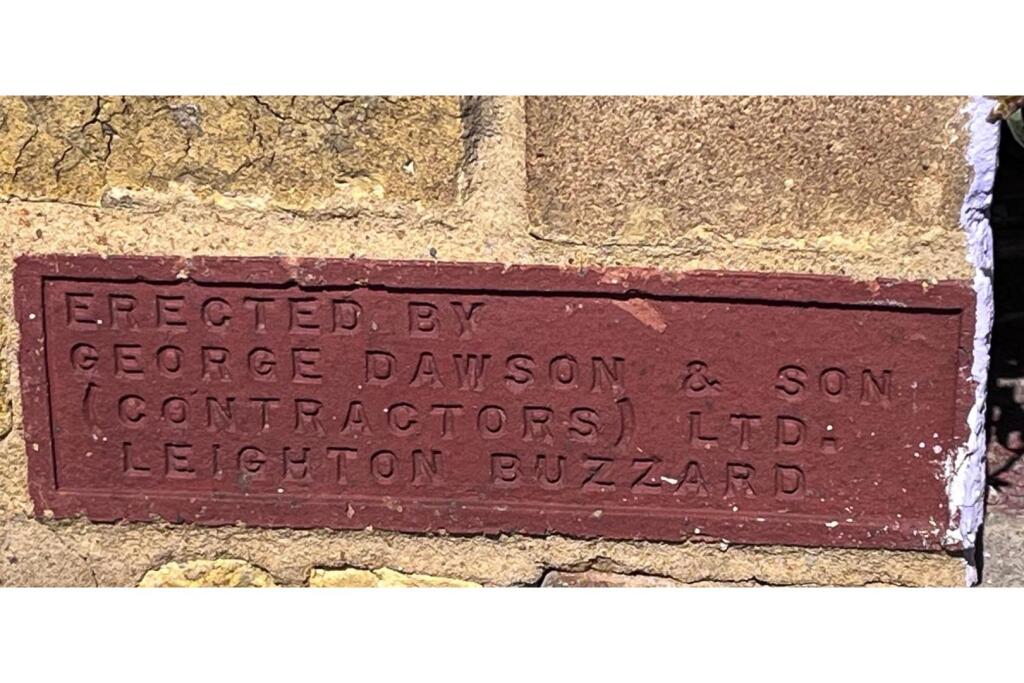 ERECTED BY
GEORGE DAWSON & SON
(CONTRACTORS) LTD.
LEIGHTON BUZZARD